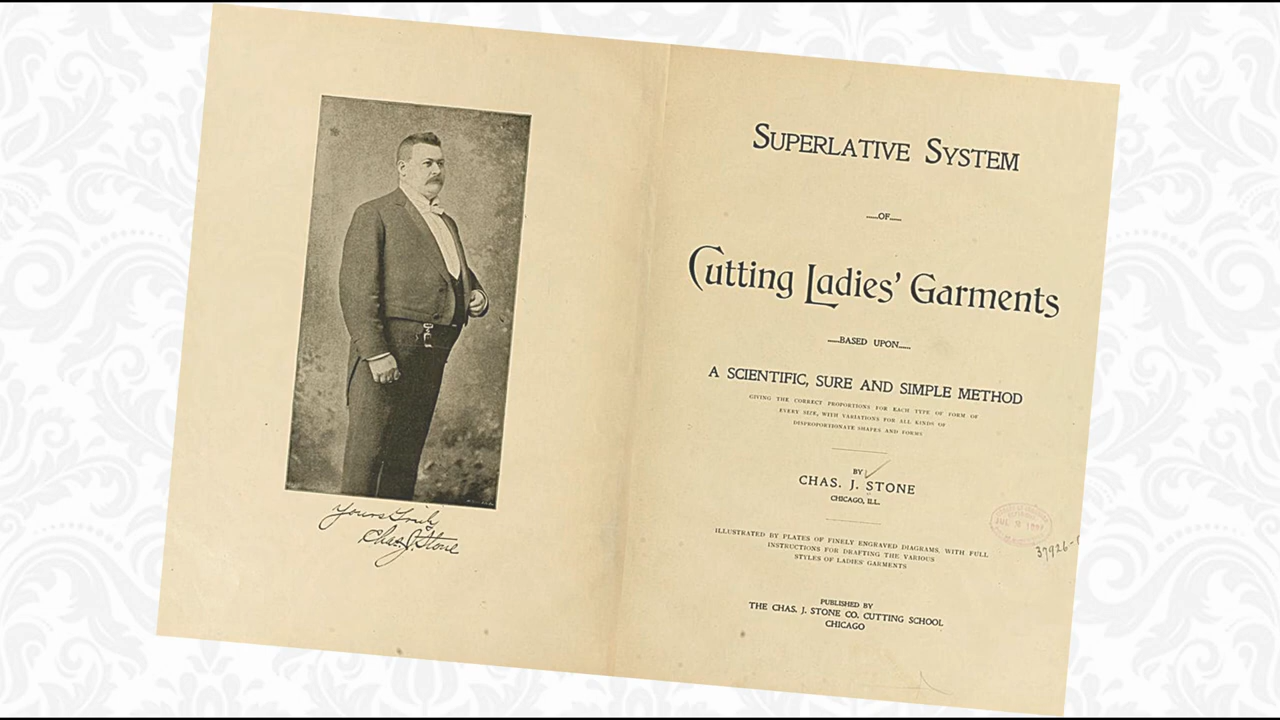 Yours Truly
Chas. J. Stone
SUPERLATIVE SYSTEM
OF
Cutting Ladies' Garments
BASED UPON
A SCIENTIFIC, SURE AND SIMPLE METHOD
GIVING THE CORRECT PROPORTIONS FOR EACH TYPE OF FORM OF
EVERY SIZE, WITH VARIATIONS FOR ALL KINDS OF
DISPROPORTIONATE SHAPES AND FORMS
BY
CHAS. J. STONE
CHICAGO, ILL.
ILLUSTRATED BY PLATES OF FINELY ENGRAVED DIAGRAMS, WITH FULL
INSTRUCTIONS FOR DRAFTING THE VARIOUS
STYLES OF LADIES' GARMENTS
37926
PUBLISHED BY
THE CHAS. J. STONE CO. CUTTING SCHOOL
CHICAGO